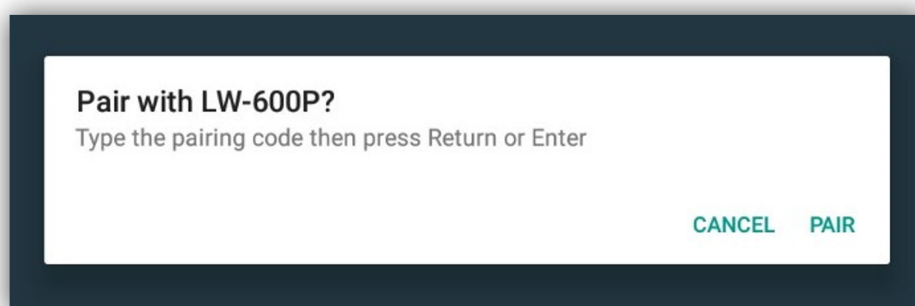 Pair with LW-600P?
Type the pairing code then press Return or Enter
CANCEL PAIR